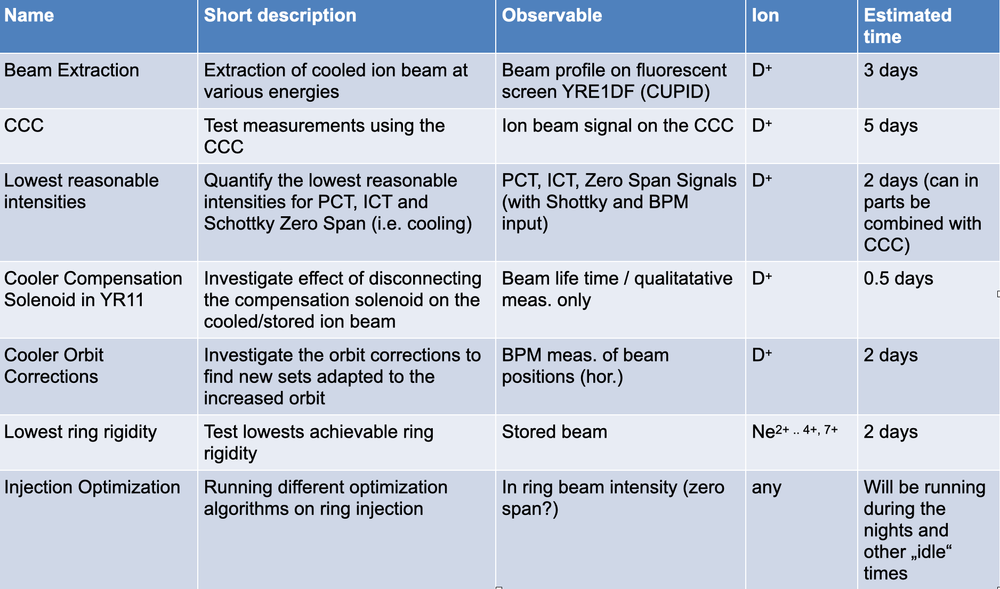 Name
Short description
Observable
Ion
Estimated
time
Beam Extraction
Extraction of cooled ion beam at
various energies
Beam profile on fluorescent
screen YRE1DF (CUPID)
D⁺
3 days
CCC
Test measurements using the
CCC
Ion beam signal on the CCC
D⁺
5 days
Lowest reasonable
intensities
Quantify the lowest reasonable
intensities for PCT, ICT and
Schottky Zero Span (i.e. cooling)
PCT, ICT, Zero Span Signals
(with Shottky and BPM
input)
D⁺
2 days (can in
parts be
combined with
CCC)
Cooler Compensation
Solenoid in YR11
Investigate effect of disconnecting
the compensation solenoid on the
cooled/stored ion beam
Beam life time / qualitatative
meas. only
D⁺
0.5 days
Cooler Orbit
Corrections
Investigate the orbit corrections to
find new sets adapted to the
increased orbit
BPM meas. of beam
positions (hor.)
D⁺
2 days
Lowest ring rigidity
Test lowests achievable ring
rigidity
Stored beam
Ne2+ .. 4+, 7+
2 days
Injection Optimization
Running different optimization
algorithms on ring injection
In ring beam intensity (zero
span?)
any
Will be running
during the
nights and
other „idle“
times